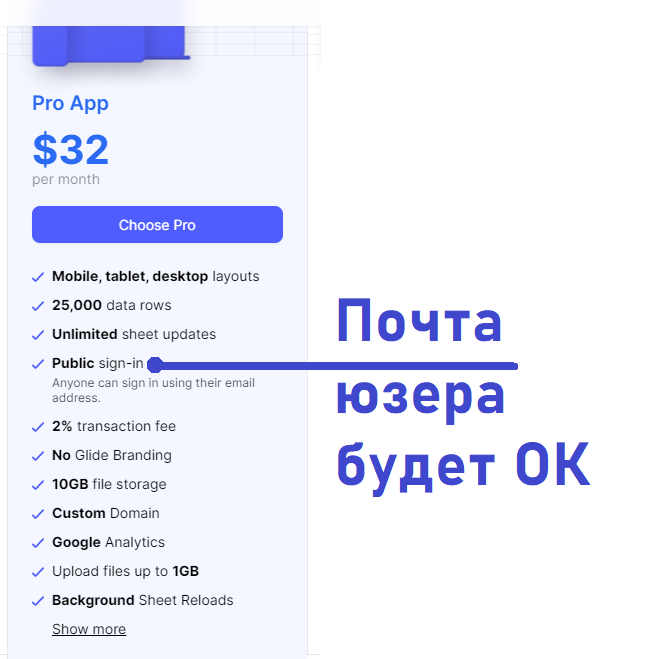 Pro App
$32
per month
Choose Pro
Mobile, tablet, desktop layouts
25,000 data rows
Unlimited sheet updates
Public sign-in
Anyone can sign in using their email
address.
2% transaction fee
No Glide Branding
10GB file storage
Custom Domain
Google Analytics
Upload files up to 1GB
Background Sheet Reloads
Show more
Почта
юзера
будет ОК